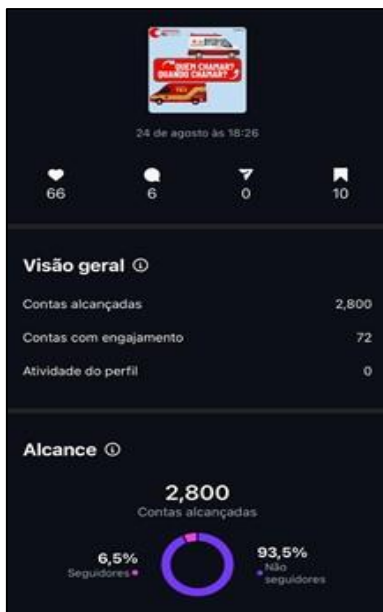 QUEM CHAMAR?
QUANDO CHAMAR?
24 de agosto às 18:26
66 6 0 10
Visão geral
Contas alcançadas 2,800
Contas com engajamento 72
Atividade do perfil 0
Alcance
2,800
Contas alcançadas
6,5%
Seguidores
93,5%
Não
seguidores